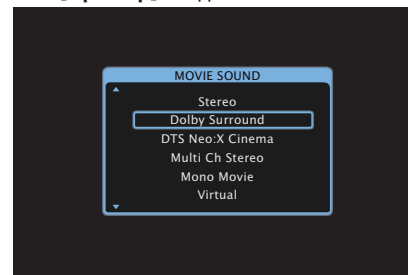 MOVIE SOUND
Stereo
Dolby Surround
DTS Neo:X Cinema
Multi Ch Stereo
Mono Movie
Virtual